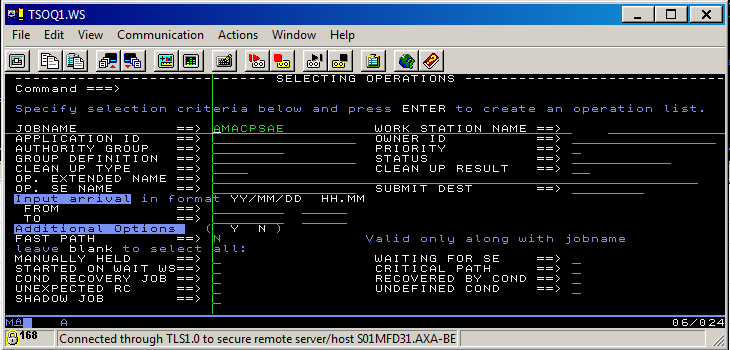 TSOQ1.WS
File Edit View Communication Actions Window Help
SELECTING OPERATIONS
Command ===>
Specify selection criteria below and press ENTER to create an operation list.
JOBNAME ==> AMACPSAE WORK STATION NAME ==>
APPLICATION ID ==> OWNER ID ==>
AUTHORITY GROUP ==> PRIORITY ==>
GROUP DEFINITION ==> STATUS ==>
CLEAN UP TYPE ==> CLEAN UP RESULT ==>
OP. EXTENDED NAME ==>
OP. SE NAME ==> SUBMIT DEST ==>
Input arrival in format YY/MM/DD HH.MM
FROM ==>
TO ==>
Additional Options ( Y N )
FAST PATH ==> N Valid only along with jobname
leave blank to select all:
MANUALLY HELD ==> WAITING FOR SE ==>
STARTED ON WAIT WS==> CRITICAL PATH ==>
COND RECOVERY JOB ==> RECOVERED BY COND ==>
UNEXPECTED RC ==> UNDEFINED COND ==>
SHADOW JOB ==>
MA A 06/024
168 Connected through TLS1.0 to secure remote server/host S01MFD31.AXA-BE